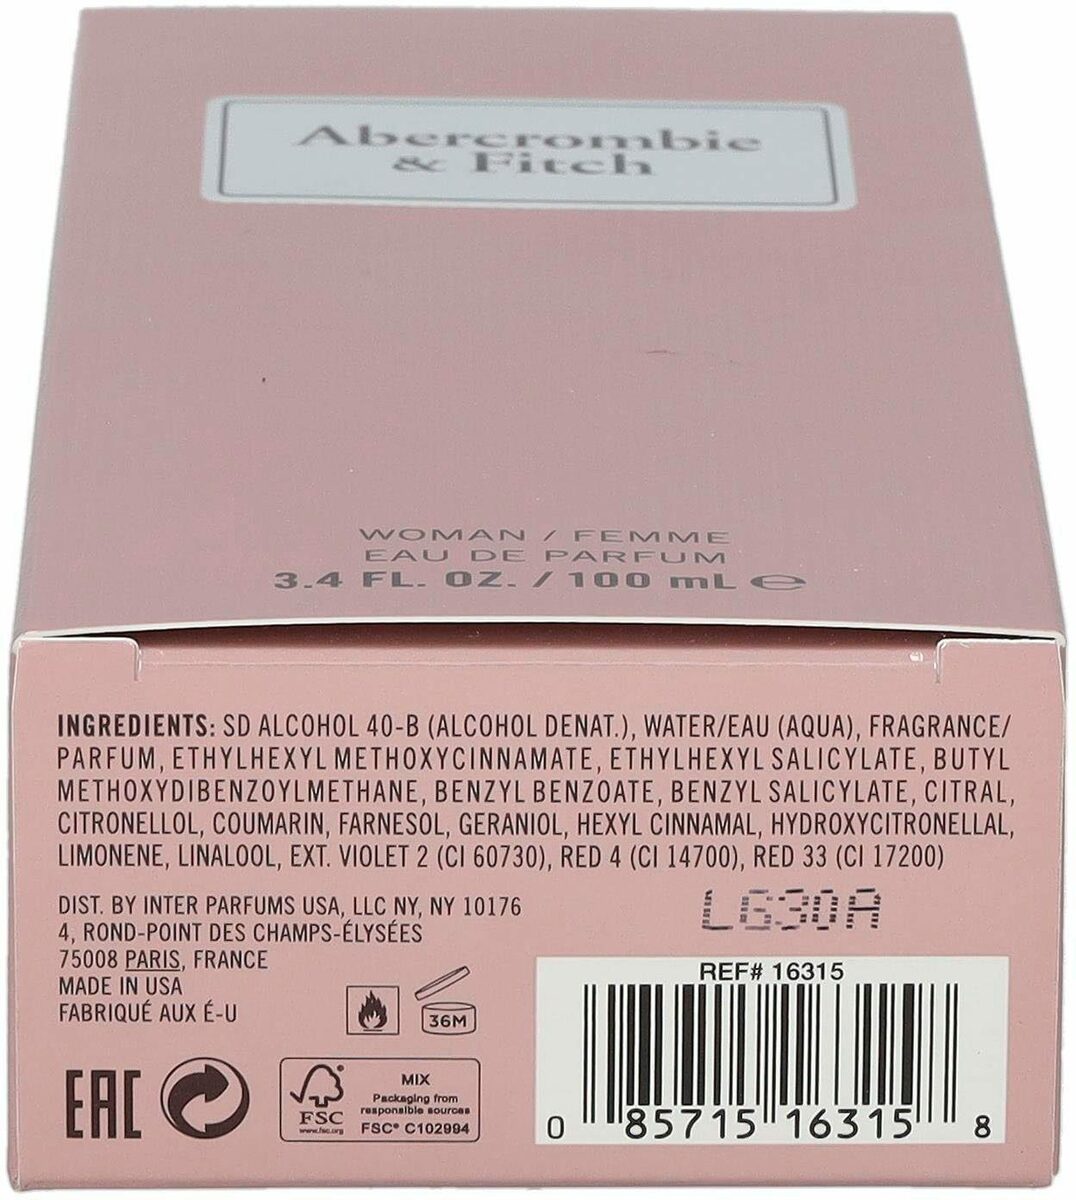 Abercrombie
& Fitch
WOMAN / FEMME
EAU DE PARFUM
3.4 FL. OZ. / 100 mL ℮
INGREDIENTS: SD ALCOHOL 40-B (ALCOHOL DENAT.), WATER/EAU (AQUA), FRAGRANCE/
PARFUM, ETHYLHEXYL METHOXYCINNAMATE, ETHYLHEXYL SALICYLATE, BUTYL
METHOXYDIBENZOYLMETHANE, BENZYL BENZOATE, BENZYL SALICYLATE, CITRAL,
CITRONELLOL, COUMARIN, FARNESOL, GERANIOL, HEXYL CINNAMAL, HYDROXYCITRONELLAL,
LIMONENE, LINALOOL, EXT. VIOLET 2 (CI 60730), RED 4 (CI 14700), RED 33 (CI 17200)
DIST. BY INTER PARFUMS USA, LLC NY, NY 10176
4, ROND-POINT DES CHAMPS-ÉLYSÉES
75008 PARIS, FRANCE
MADE IN USA
FABRIQUÉ AUX É-U
36M
EAC
FSC
www.fsc.org
MIX
Packaging from
responsible sources
FSC® C102994
L630A
REF# 16315
0 85715 16315 8